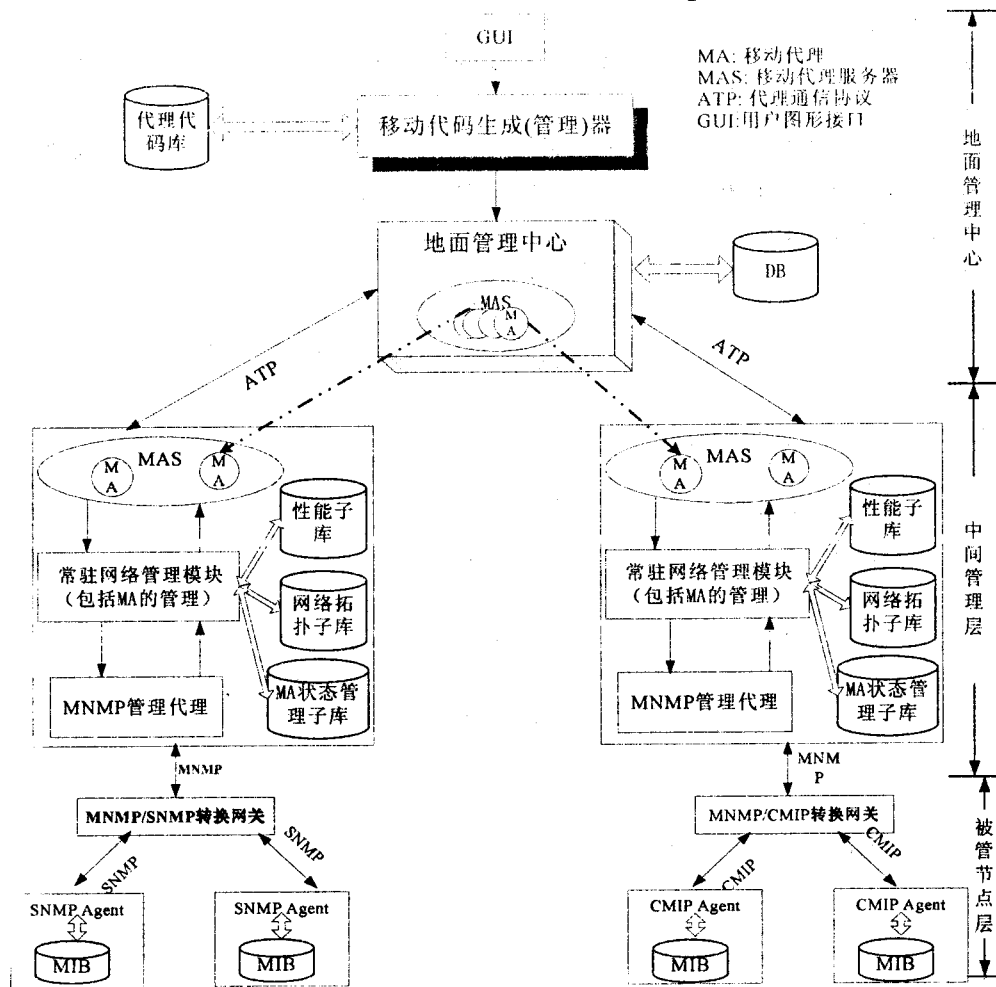 GUI
MA: 移动代理
MAS: 移动代理服务器
ATP: 代理通信协议
GUI:用户图形接口
代理代
码库
移动代码生成(管理)器
地面管理中心
地面管理中心
MAS
M
A
DB
ATP
ATP
MAS
M
A
M
A
性能子
库
常驻网络管理模块
(包括MA的管理)
网络拓
扑子库
MNMP管理代理
MA状态管
理子库
MAS
M
A
M
A
性能子
库
常驻网络管理模块
(包括MA的管理)
网络拓
扑子库
MNMP管理代理
MA状态管
理子库
中间管理层
MNMP
MNM
P
MNMP/SNMP转换网关
MNMP/CMIP转换网关
SNMP
SNMP
CMIP
CMIP
SNMP Agent
MIB
SNMP Agent
MIB
CMIP Agent
MIB
CMIP Agent
MIB
被管节点层